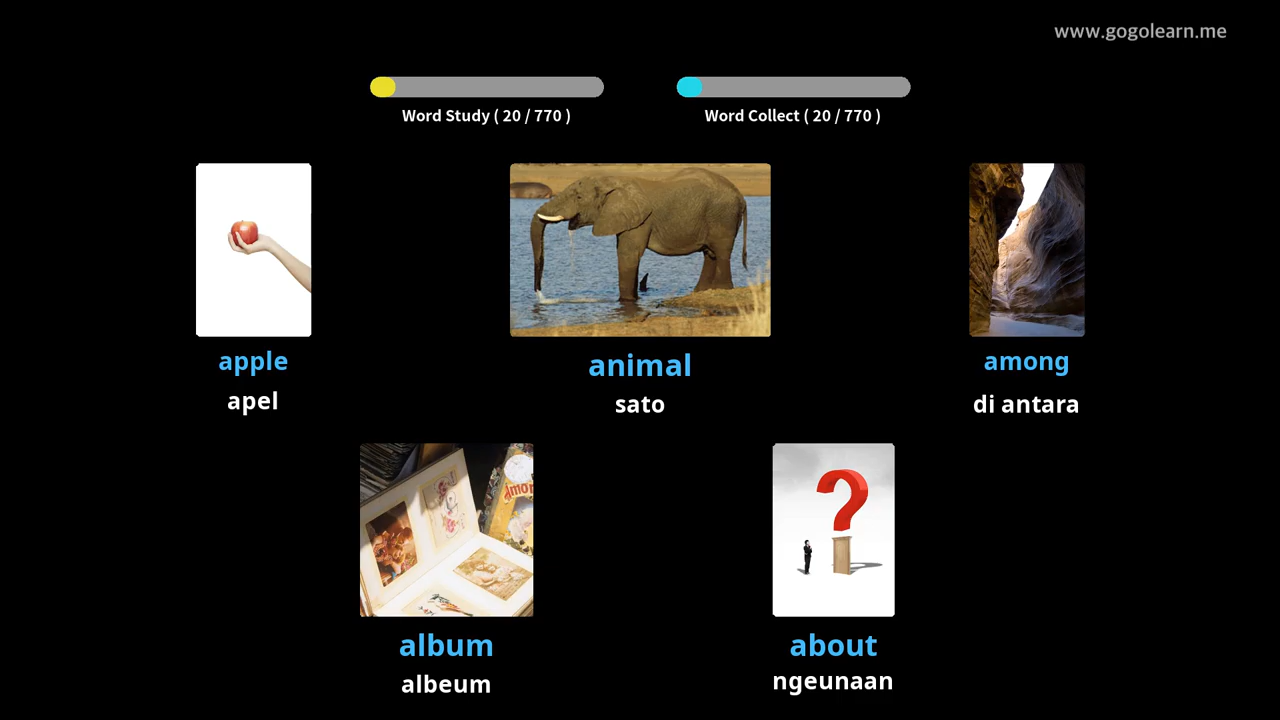 www.gogolearn.me
Word Study ( 20 / 770 )
Word Collect ( 20 / 770 )
apple
apel
animal
sato
among
di antara
album
albeum
about
ngeunaan